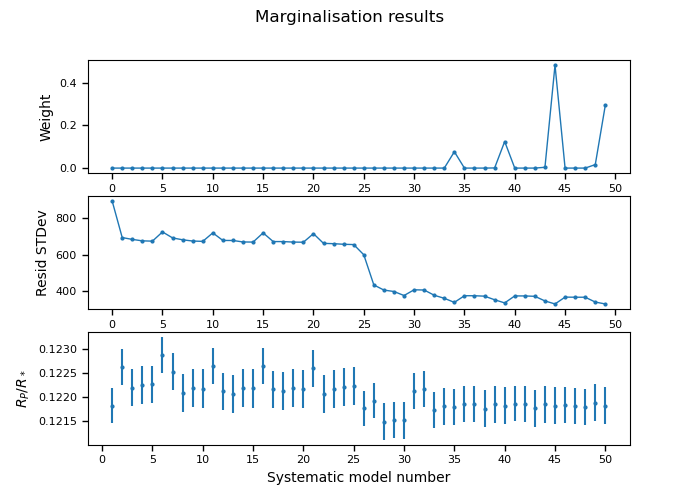 Marginalisation results
0.4
0.2
0.0
Weight
0 5 10 15 20 25 30 35 40 45 50
800
600
400
Resid STDev
0 5 10 15 20 25 30 35 40 45 50
0.1230
0.1225
0.1220
0.1215
R_P/R_*
0 5 10 15 20 25 30 35 40 45 50
Systematic model number